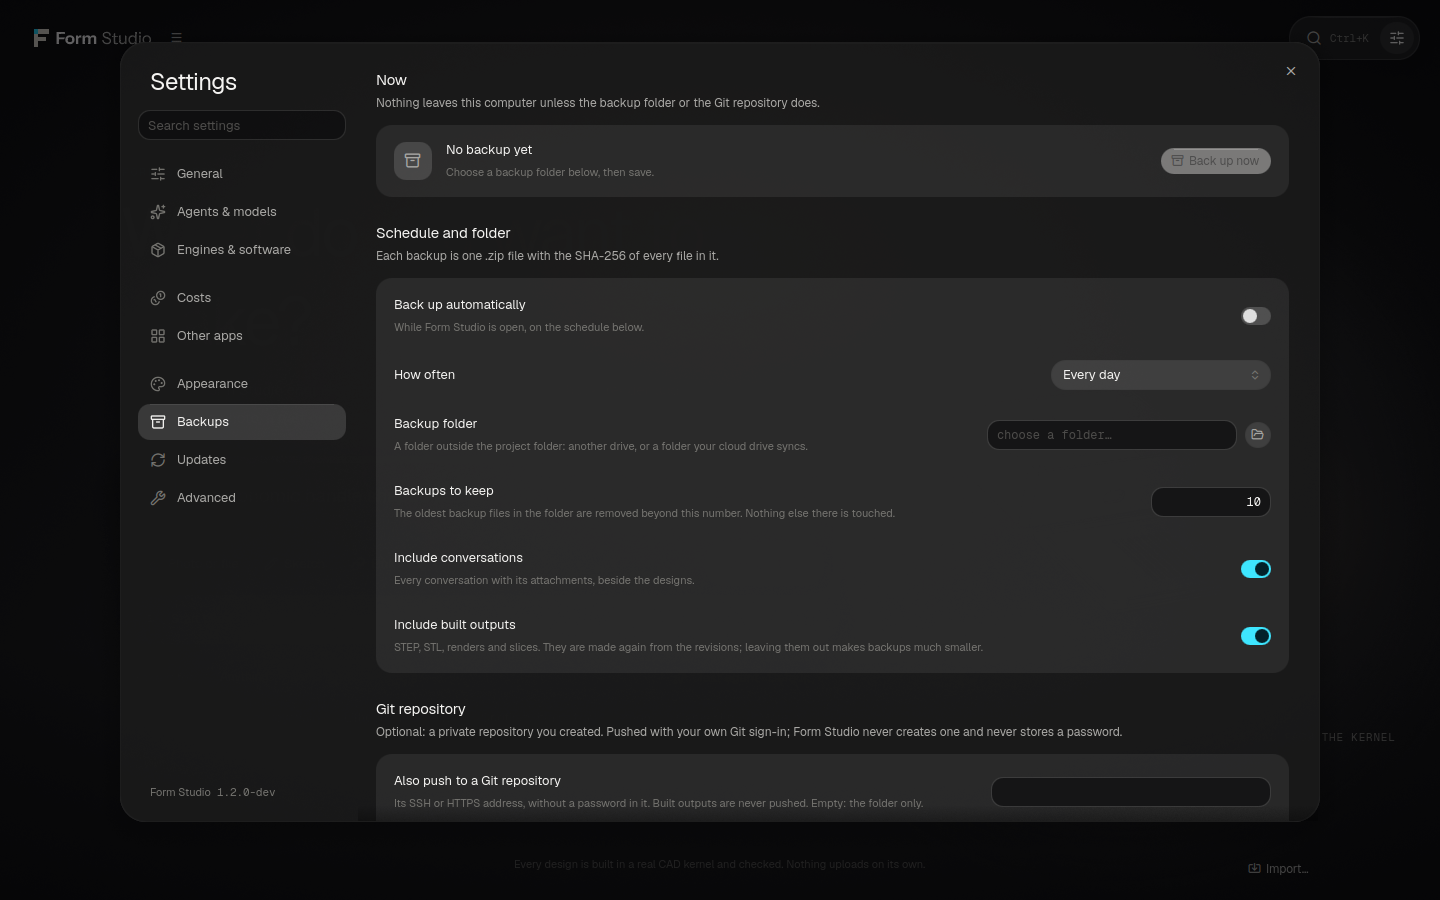 Form Studio
Ctrl+K
Settings
Search settings
General
Agents & models
Engines & software
Costs
Other apps
Appearance
Backups
Updates
Advanced
Form Studio 1.2.0-dev
Now
Nothing leaves this computer unless the backup folder or the Git repository does.
No backup yet
Choose a backup folder below, then save.
Back up now
Schedule and folder
Each backup is one .zip file with the SHA-256 of every file in it.
Back up automatically
While Form Studio is open, on the schedule below.
How often
Every day
Backup folder
A folder outside the project folder: another drive, or a folder your cloud drive syncs.
choose a folder…
Backups to keep
The oldest backup files in the folder are removed beyond this number. Nothing else there is touched.
10
Include conversations
Every conversation with its attachments, beside the designs.
Include built outputs
STEP, STL, renders and slices. They are made again from the revisions; leaving them out makes backups much smaller.
Git repository
Optional: a private repository you created. Pushed with your own Git sign-in; Form Studio never creates one and never stores a password.
Also push to a Git repository
Its SSH or HTTPS address, without a password in it. Built outputs are never pushed. Empty: the folder only.
THE KERNEL
Every design is built in a real CAD kernel and checked. Nothing uploads on its own.
Import…